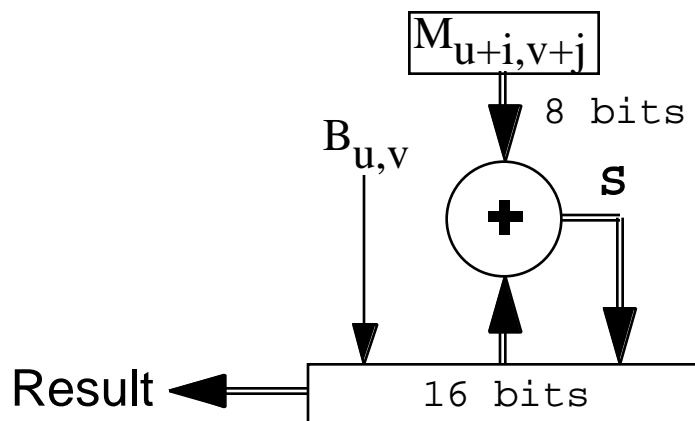 M_{u+i,v+j}
8 bits
B_{u,v}
+
S
Result
16 bits